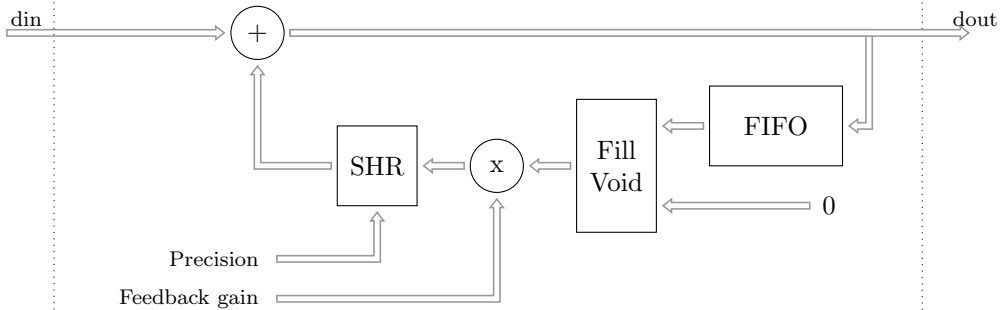 din
+
dout
FIFO
Fill
Void
SHR
x
0
Precision
Feedback gain